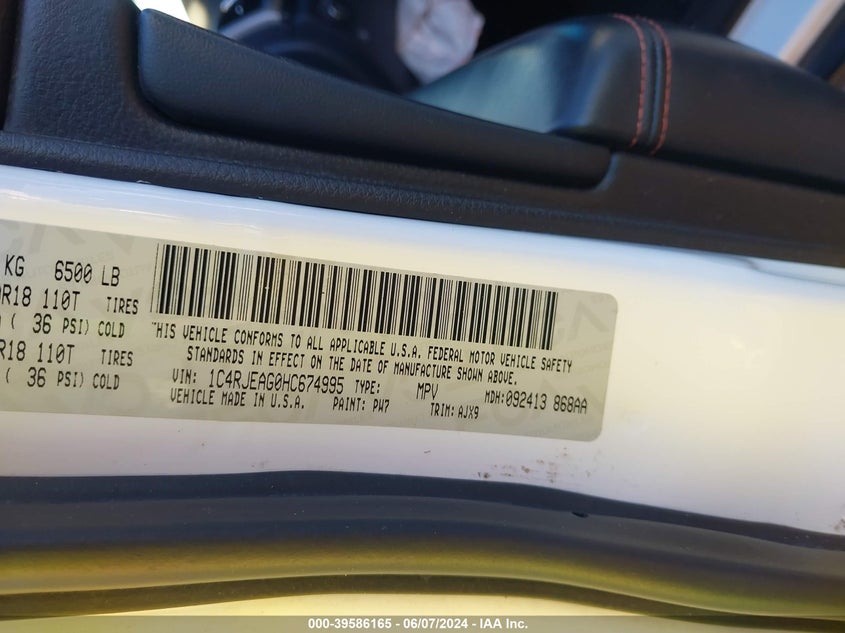 KG 6500 LB
R18 110T TIRES
( 36 PSI) COLD
R18 110T TIRES
( 36 PSI) COLD
HIS VEHICLE CONFORMS TO ALL APPLICABLE U.S.A. FEDERAL MOTOR VEHICLE SAFETY
STANDARDS IN EFFECT ON THE DATE OF MANUFACTURE SHOWN ABOVE.
VIN: 1C4RJEAG0HC674995 TYPE: MPV MDH:092413 868AA
VEHICLE MADE IN U.S.A. PAINT: PW7 TRIM: AJX9
000-39586165 - 06/07/2024 - IAA Inc.